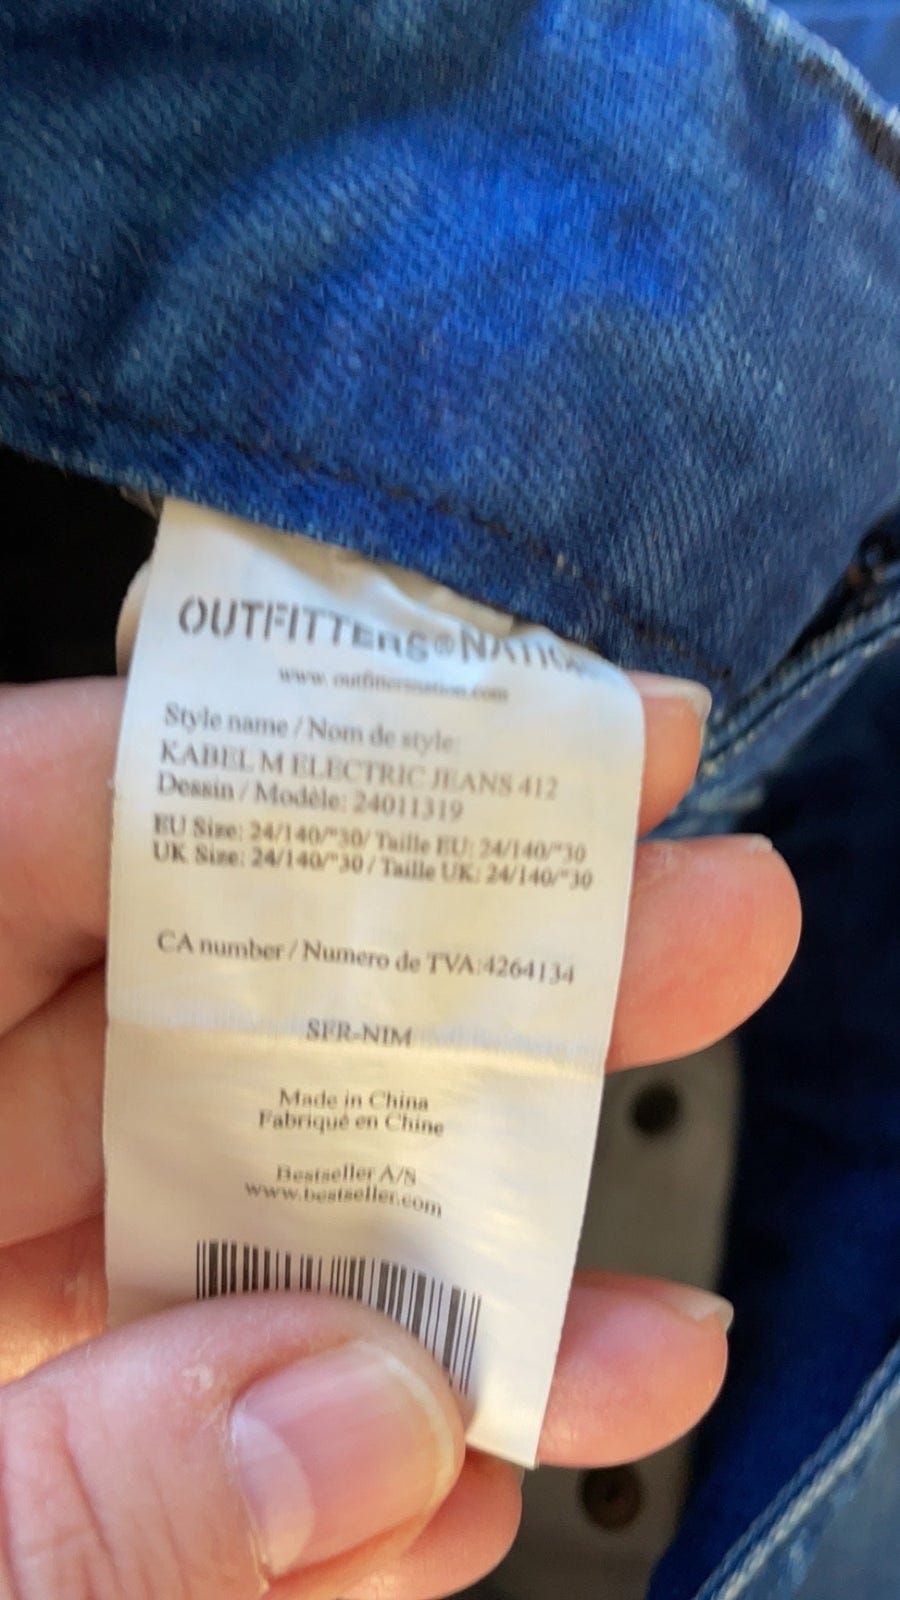 OUTFITTERS®NATION
www. outfittersnation.com
Style name / Nom de style:
KABEL M ELECTRIC JEANS 412
Dessin / Modèle: 24011319
EU Size: 24/140/"30/ Taille EU: 24/140/"30
UK Size: 24/140/"30 / Taille UK: 24/140/"30
CA number / Numero de TVA:4264134
SFR-NIM
Made in China
Fabriqué en Chine
Bestseller A/S
www.bestseller.com